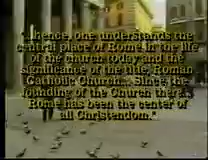 "...hence, one understands the
central place of Rome in the life
of the church today and the
significance of the title, Roman
Catholic Church... Since the
founding of the Church there...
Rome has been the center of
all Christendom."